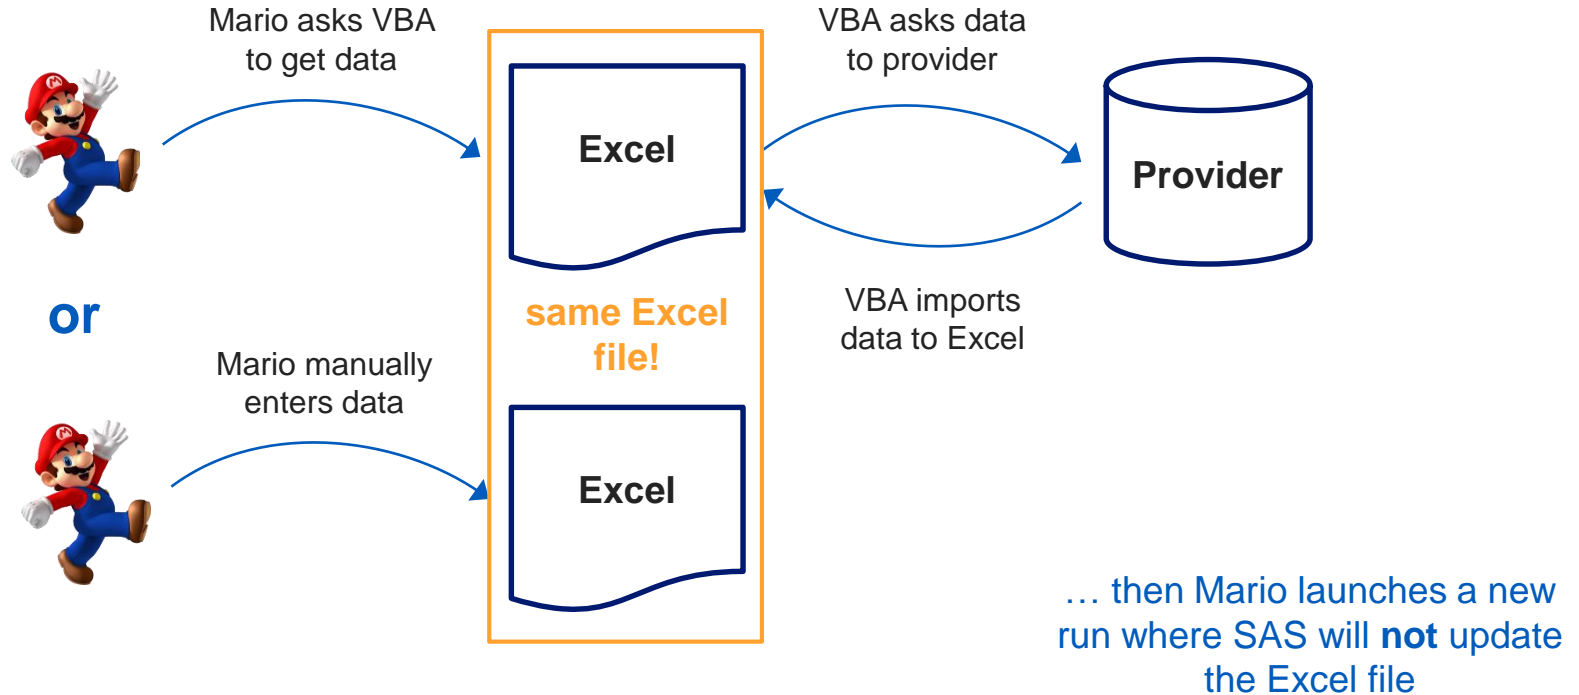 Mario asks VBA
to get data
VBA asks data
to provider
Excel
Provider
or
same Excel
file!
VBA imports
data to Excel
Mario manually
enters data
Excel
… then Mario launches a new
run where SAS will not update
the Excel file